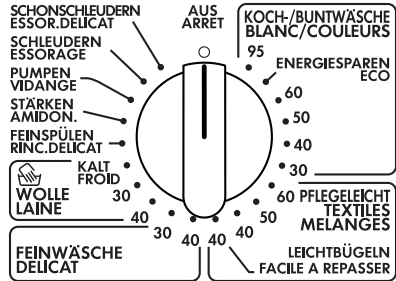 SCHONSCHLEUDERN
ESSOR.DELICAT
SCHLEUDERN
ESSORAGE
PUMPEN
VIDANGE
STÄRKEN
AMIDON.
FEINSPÜLEN
RINC.DELICAT
AUS
ARRET
KOCH-/BUNTWÄSCHE
BLANC/COULEURS
95
ENERGIESPAREN
ECO
60
50
40
30
60 PFLEGELEICHT
TEXTILES
MELANGES
50
40
40
LEICHTBÜGELN
FACILE A REPASSER
KALT
FROID
30
40
WOLLE
LAINE
30
40
FEINWÄSCHE
DELICAT